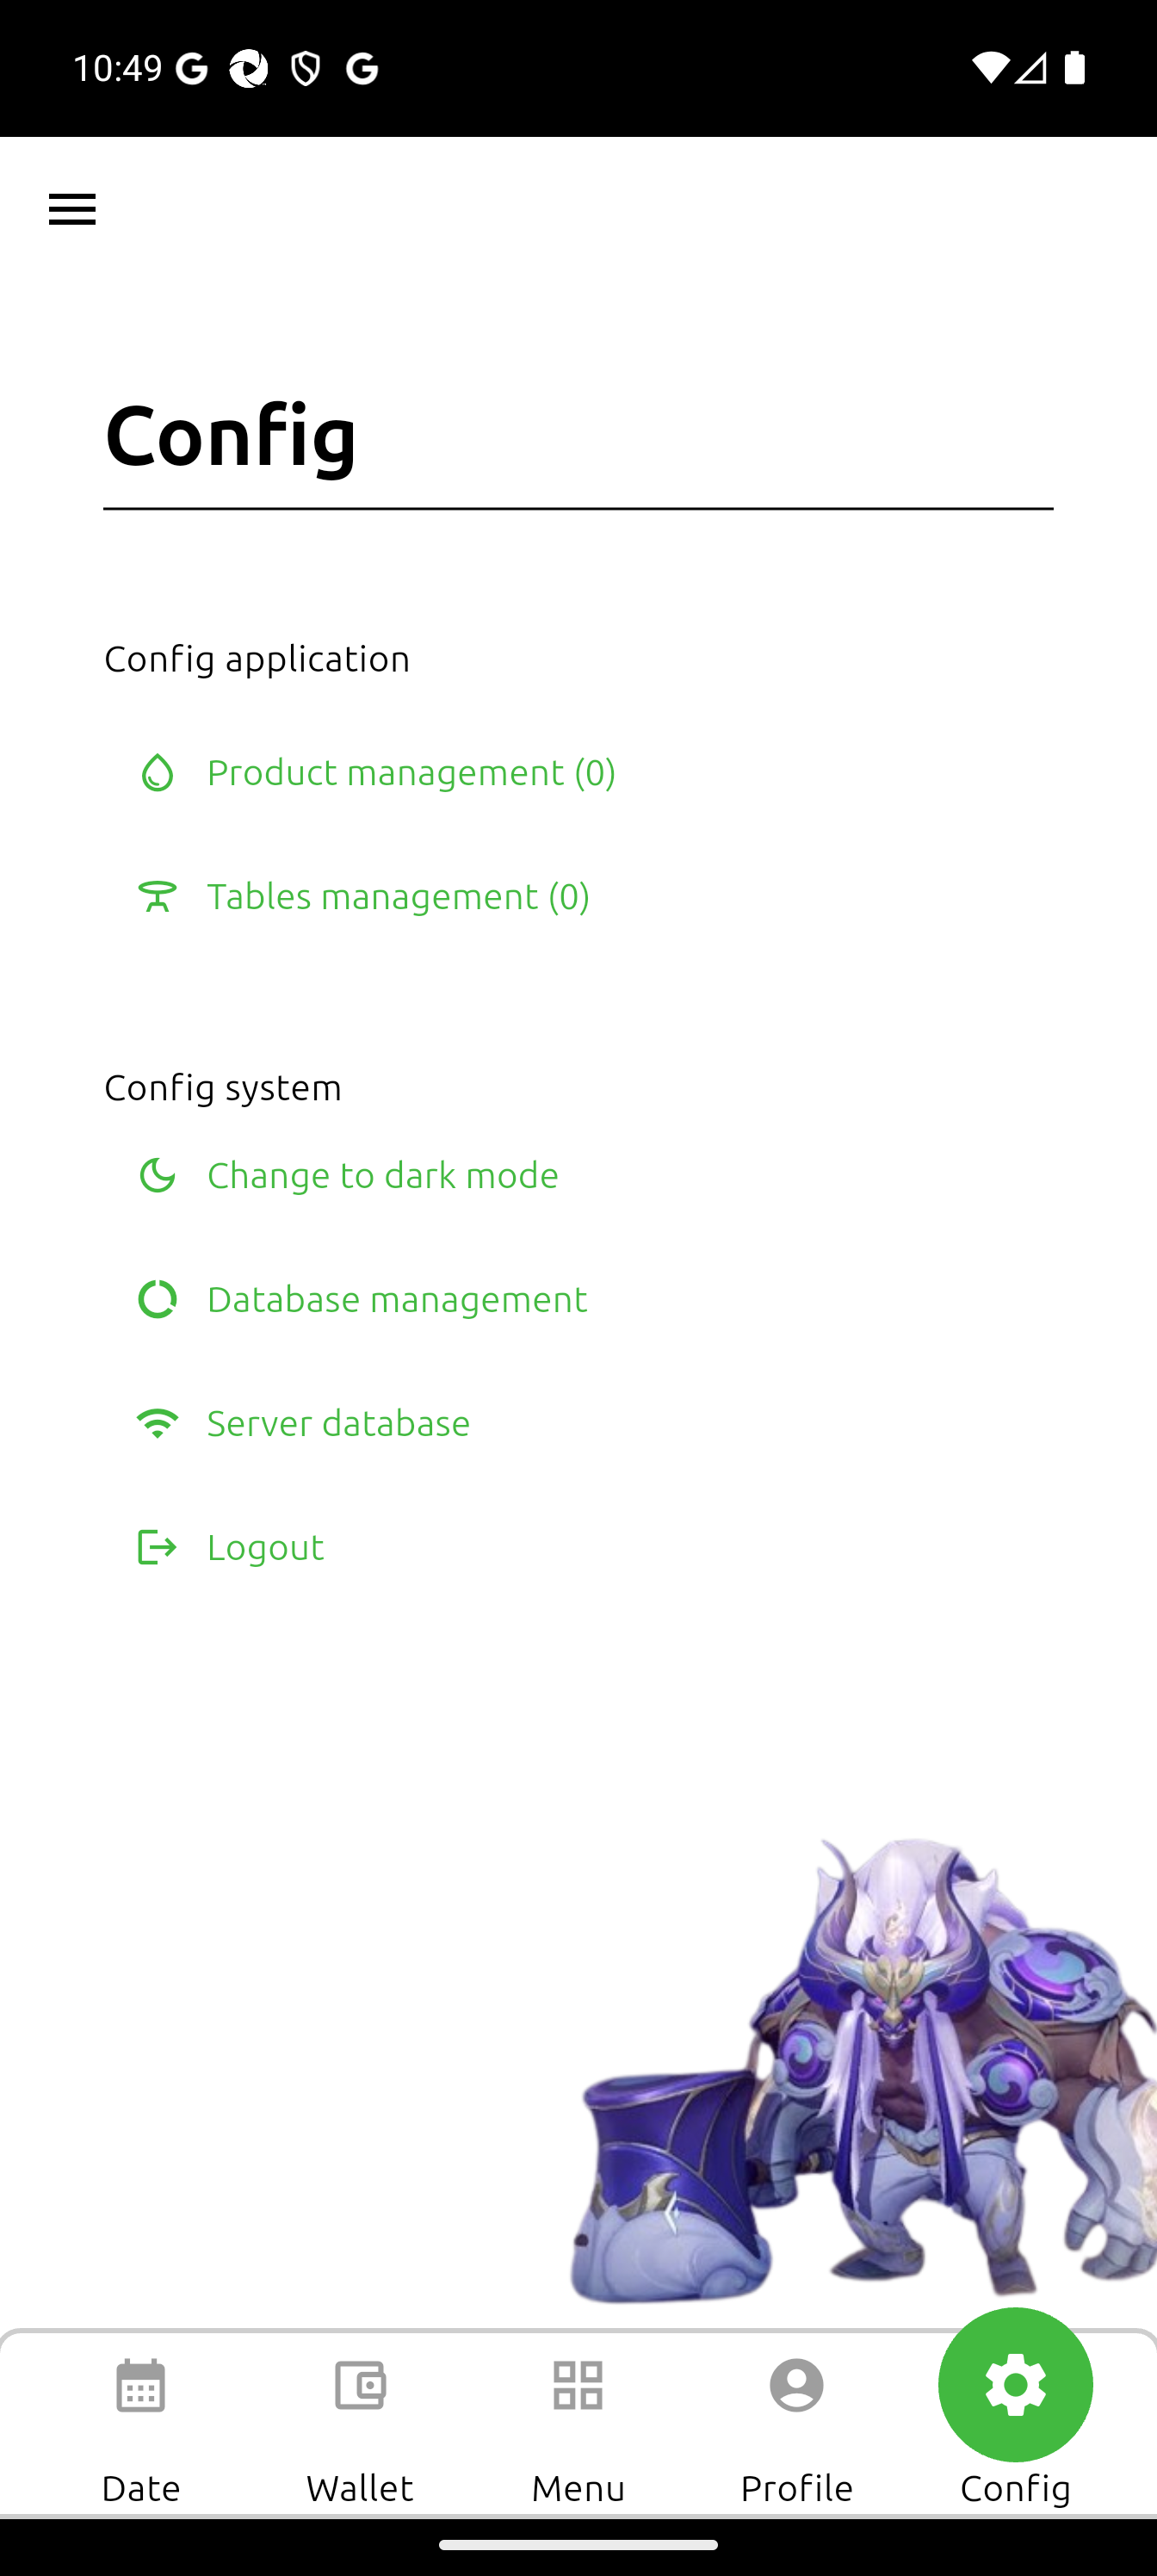 10:49
Config
Config application
Product management (0)
Tables management (0)
Config system
Change to dark mode
Database management
Server database
Logout
Date
Wallet
Menu
Profile
Config